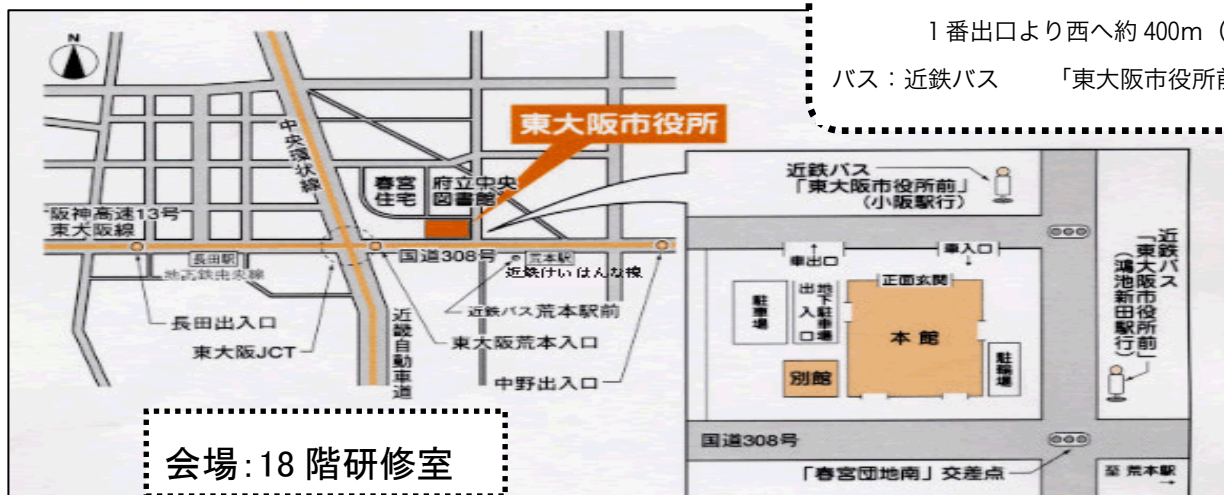 1番出口より西へ約 400m（
バス：近鉄バス 「東大阪市役所前
N
東大阪市役所
中央環状線
春宮
住宅
府立中央
図書館
阪神高速13号
東大阪線
長田駅
地下鉄中央線
国道308号
荒本駅
近鉄けいはんな線
近鉄バス荒本駅前
長田出入口
東大阪JCT
近畿自動車道
東大阪荒本入口
中野出入口
会場：18 階研修室
近鉄バス
「東大阪市役所前」
（小阪駅行）
車出口
車入口
正面玄関
駐車場
地下駐車場
出入口
本館
別館
駐輪場
近鉄バス
「東大阪市役所前」
（鴻池新田駅行）
国道308号
「春宮団地南」交差点
至 荒本駅